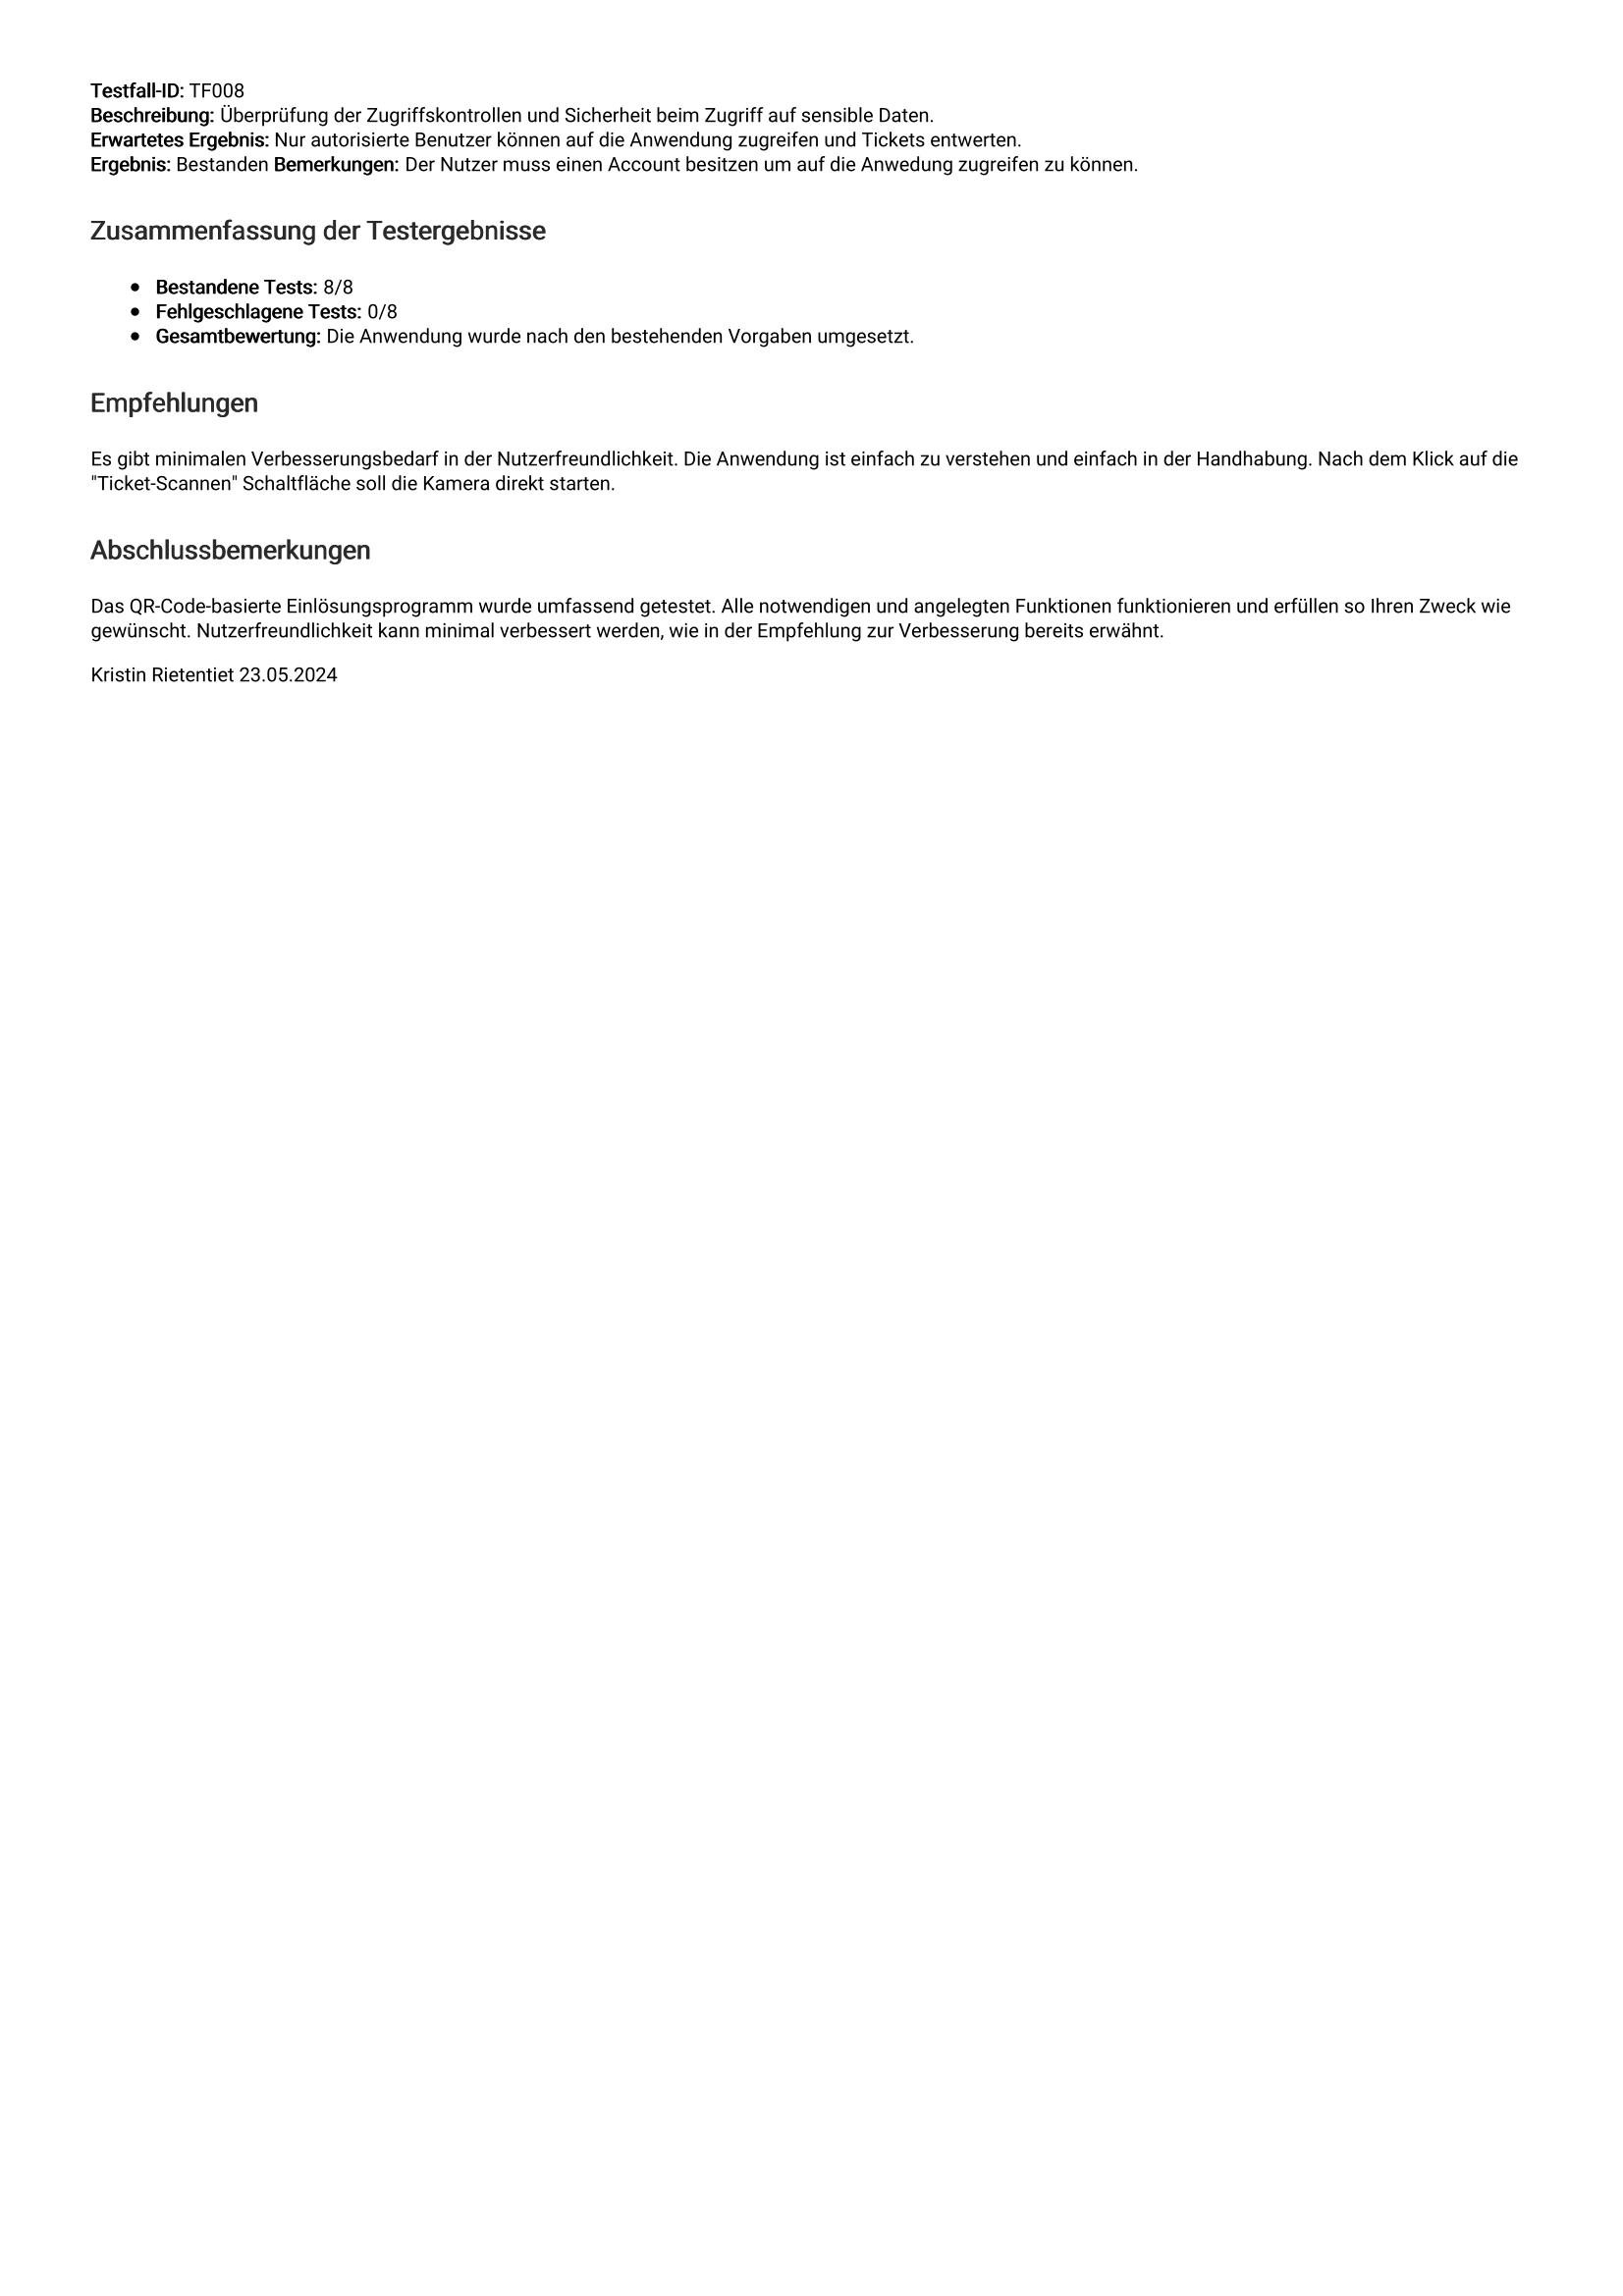 Testfall-ID: TF008
Beschreibung: Überprüfung der Zugriffskontrollen und Sicherheit beim Zugriff auf sensible Daten.
Erwartetes Ergebnis: Nur autorisierte Benutzer können auf die Anwendung zugreifen und Tickets entwerten.
Ergebnis: Bestanden Bemerkungen: Der Nutzer muss einen Account besitzen um auf die Anwedung zugreifen zu können.
Zusammenfassung der Testergebnisse
• Bestandene Tests: 8/8
• Fehlgeschlagene Tests: 0/8
• Gesamtbewertung: Die Anwendung wurde nach den bestehenden Vorgaben umgesetzt.
Empfehlungen
Es gibt minimalen Verbesserungsbedarf in der Nutzerfreundlichkeit. Die Anwendung ist einfach zu verstehen und einfach in der Handhabung. Nach dem Klick auf die
"Ticket-Scannen" Schaltfläche soll die Kamera direkt starten.
Abschlussbemerkungen
Das QR-Code-basierte Einlösungsprogramm wurde umfassend getestet. Alle notwendigen und angelegten Funktionen funktionieren und erfüllen so Ihren Zweck wie
gewünscht. Nutzerfreundlichkeit kann minimal verbessert werden, wie in der Empfehlung zur Verbesserung bereits erwähnt.
Kristin Rietentiet 23.05.2024